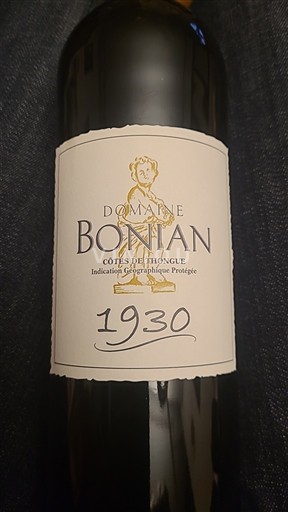 DOMAINE
BONIAN
CÔTES DE THONGUE
Indication Géographique Protégée
1930